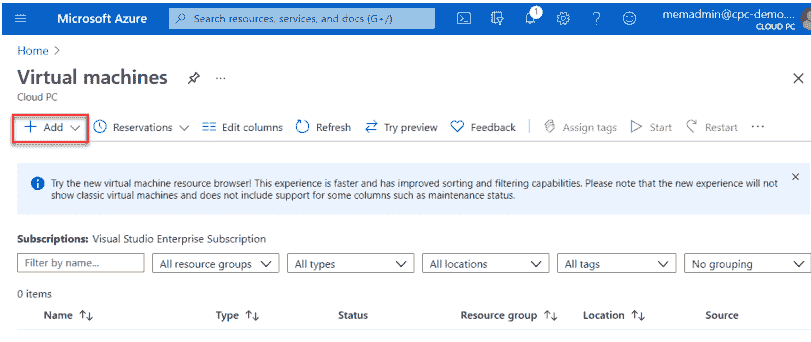 Microsoft Azure Search resources, services, and docs (G+/) 1 memadmin@cpc-demo....
CLOUD PC
Home >
Virtual machines ...
Cloud PC
+ Add Reservations Edit columns Refresh Try preview Feedback Assign tags Start Restart ...
Try the new virtual machine resource browser! This experience is faster and has improved sorting and filtering capabilities. Please note that the new experience will not
show classic virtual machines and does not include support for some columns such as maintenance status.
Subscriptions: Visual Studio Enterprise Subscription
Filter by name... All resource groups All types All locations All tags No grouping
0 items
Name ↑↓ Type ↑↓ Status Resource group ↑↓ Location ↑↓ Source